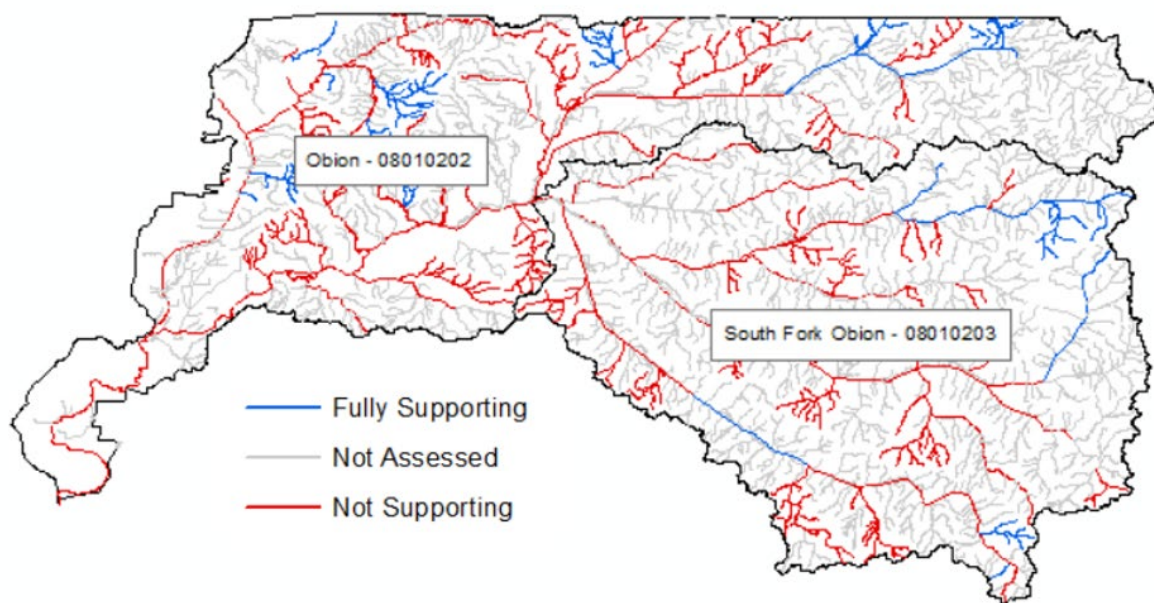 Obion - 08010202
South Fork Obion - 08010203
Fully Supporting
Not Assessed
Not Supporting